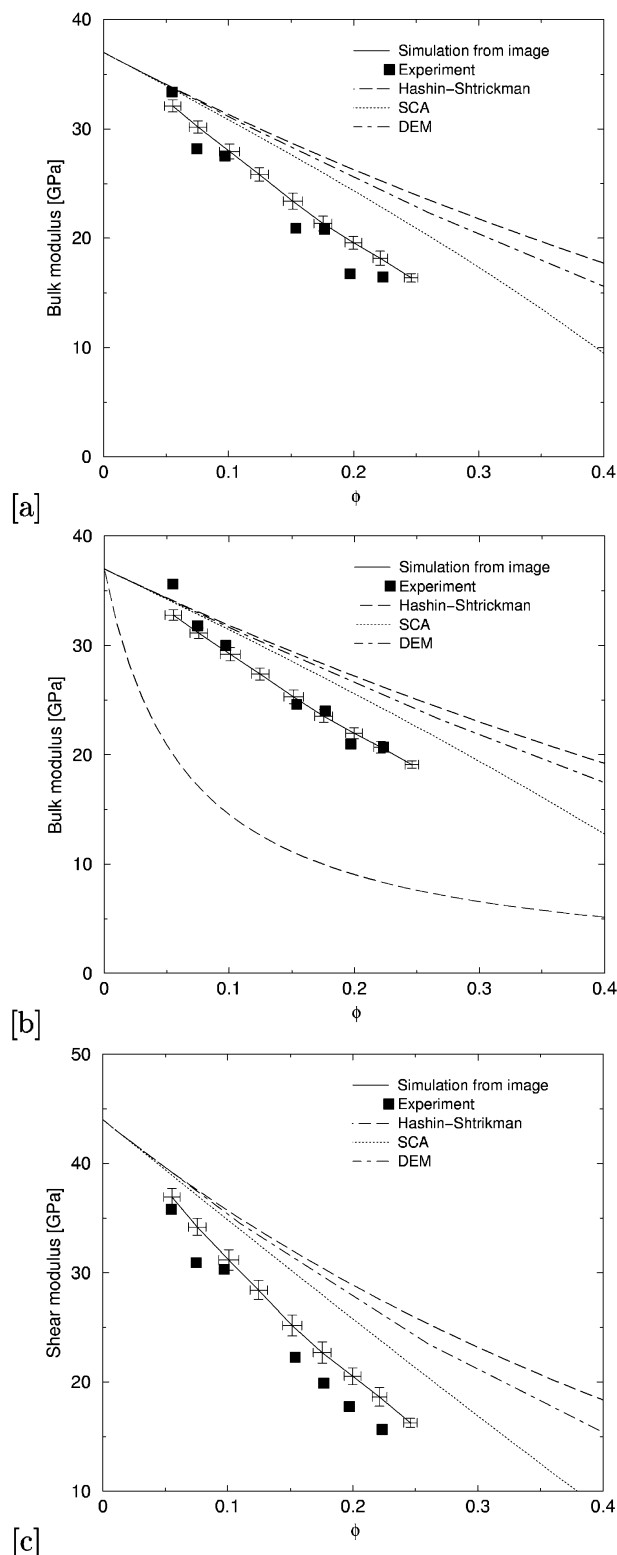 40
30
20
10
0
0
0.1
0.2
0.3
0.4
Bulk modulus [GPa]
ϕ
Simulation from image
Experiment
Hashin−Shtrickman
SCA
DEM
[a]
40
30
20
10
0
0
0.1
0.2
0.3
0.4
Bulk modulus [GPa]
ϕ
Simulation from image
Experiment
Hashin−Shtrickman
SCA
DEM
[b]
50
40
30
20
10
0
0.1
0.2
0.3
0.4
Shear modulus [GPa]
ϕ
Simulation from image
Experiment
Hashin−Shtrikman
SCA
DEM
[c]